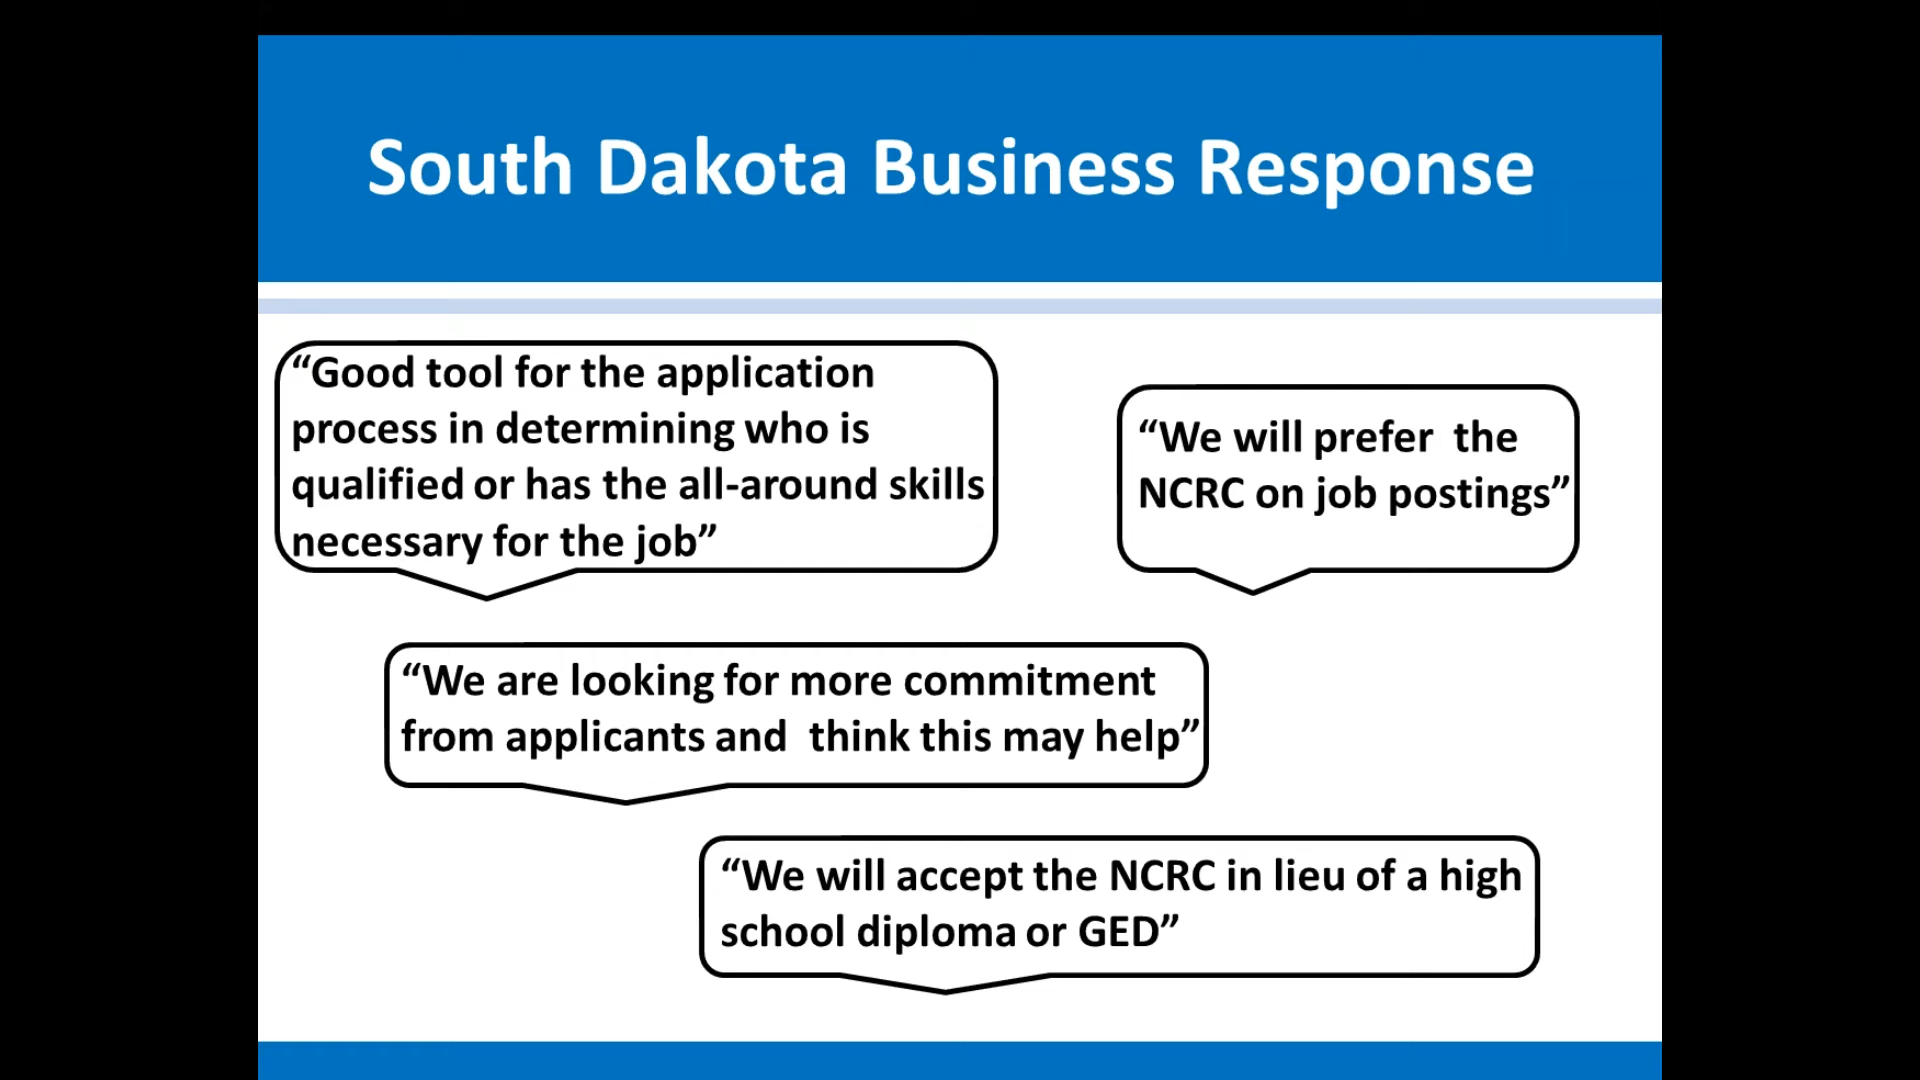 South Dakota Business Response
“Good tool for the application
process in determining who is
qualified or has the all-around skills
necessary for the job”
“We will prefer  the
NCRC on job postings”
“We are looking for more commitment
from applicants and  think this may help”
“We will accept the NCRC in lieu of a high
school diploma or GED”